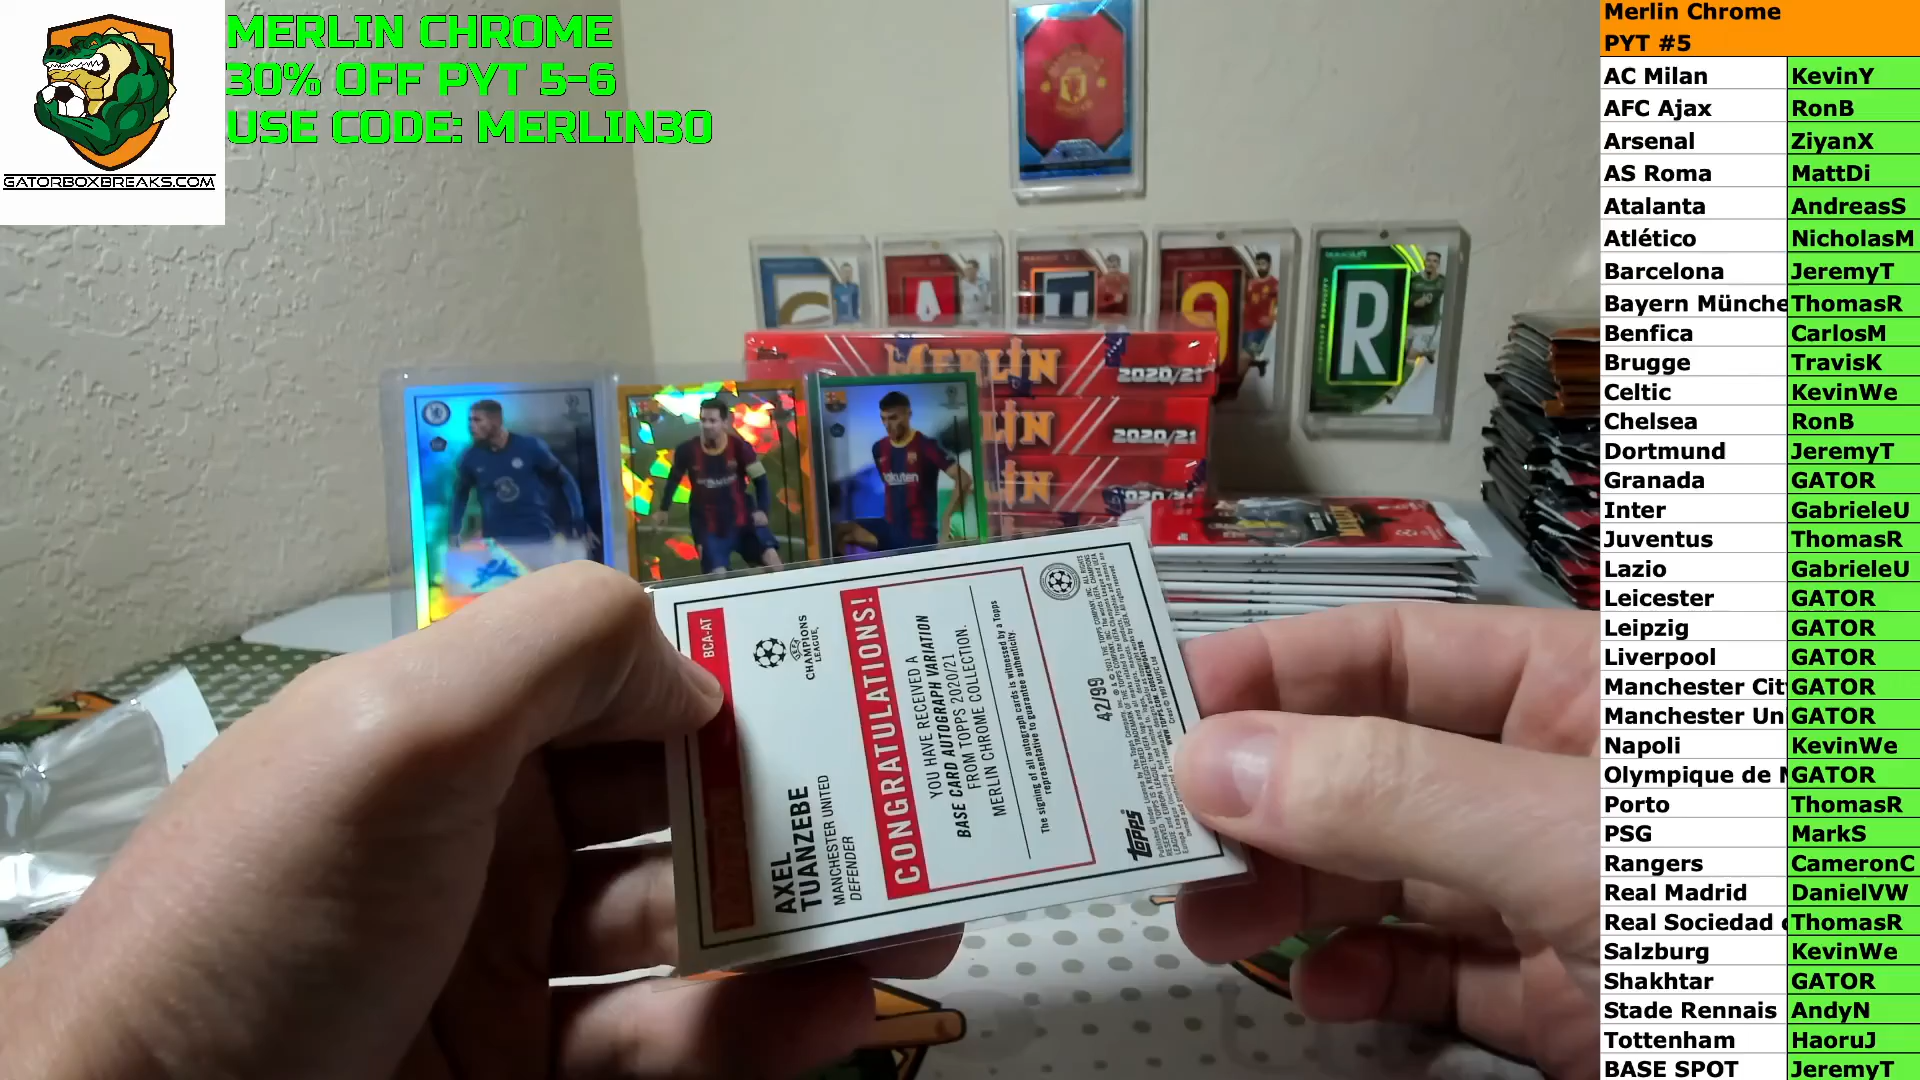 MERLIN CHROME
30% OFF PYT 5-6
USE CODE: MERLIN30
GATORBOXBREAKS.COM
Merlin Chrome
PYT #5
AC Milan KevinY
AFC Ajax RonB
Arsenal ZiyanX
AS Roma MattDi
Atalanta AndreasS
Atlético NicholasM
Barcelona JeremyT
Bayern Münche ThomasR
Benfica CarlosM
Brugge TravisK
Celtic KevinWe
Chelsea RonB
Dortmund JeremyT
Granada GATOR
Inter GabrieleU
Juventus ThomasR
Lazio GabrieleU
Leicester GATOR
Leipzig GATOR
Liverpool GATOR
Manchester Cit GATOR
Manchester Un GATOR
Napoli KevinWe
Olympique de GATOR
Porto ThomasR
PSG MarkS
Rangers CameronC
Real Madrid DanielVW
Real Sociedad ThomasR
Salzburg KevinWe
Shakhtar GATOR
Stade Rennais AndyN
Tottenham HaoruJ
BASE SPOT JeremyT
MERLIN
2020/21
2020/21
2020/21
R
9
Rakuten
BCA-AT
UEFA
CHAMPIONS
LEAGUE
AXEL
TUANZEBE
MANCHESTER UNITED
DEFENDER
CONGRATULATIONS!
YOU HAVE RECEIVED A
BASE CARD AUTOGRAPH VARIATION
FROM TOPPS 2020/21
MERLIN CHROME COLLECTION.
The signing of all autograph cards is witnessed by a Topps
representative to guarantee authenticity.
42/99
Topps